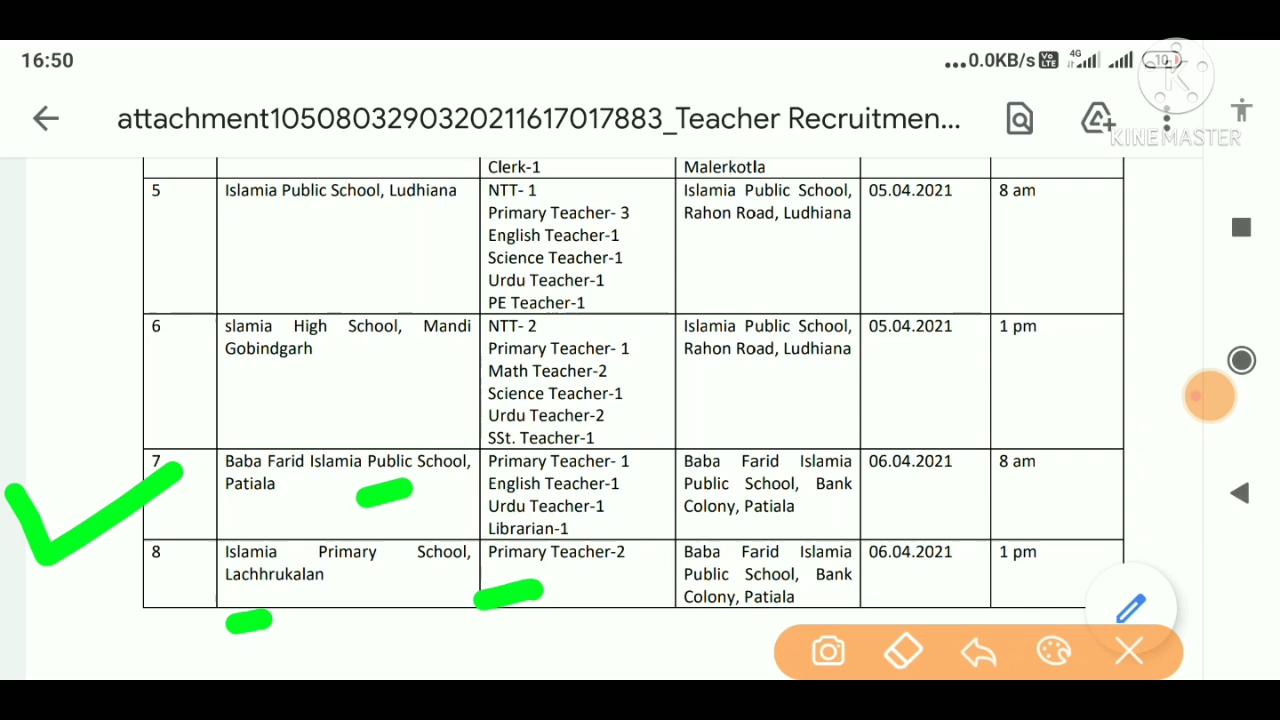 16:50
...0.0KB/s Vo LTE 4G 10
attachment1050803290320211617017883_Teacher Recruitmen...
KINEMASTER
Clerk-1 Malerkotla
5 Islamia Public School, Ludhiana NTT- 1 Islamia Public School, 05.04.2021 8 am
Primary Teacher- 3 Rahon Road, Ludhiana
English Teacher-1
Science Teacher-1
Urdu Teacher-1
PE Teacher-1
6 slamia High School, Mandi NTT- 2 Islamia Public School, 05.04.2021 1 pm
Gobindgarh Primary Teacher- 1 Rahon Road, Ludhiana
Math Teacher-2
Science Teacher-1
Urdu Teacher-2
SSt. Teacher-1
7 Baba Farid Islamia Public School, Primary Teacher- 1 Baba Farid Islamia 06.04.2021 8 am
Patiala English Teacher-1 Public School, Bank
Urdu Teacher-1 Colony, Patiala
Librarian-1
8 Islamia Primary School, Primary Teacher-2 Baba Farid Islamia 06.04.2021 1 pm
Lachhrukalan Public School, Bank
Colony, Patiala